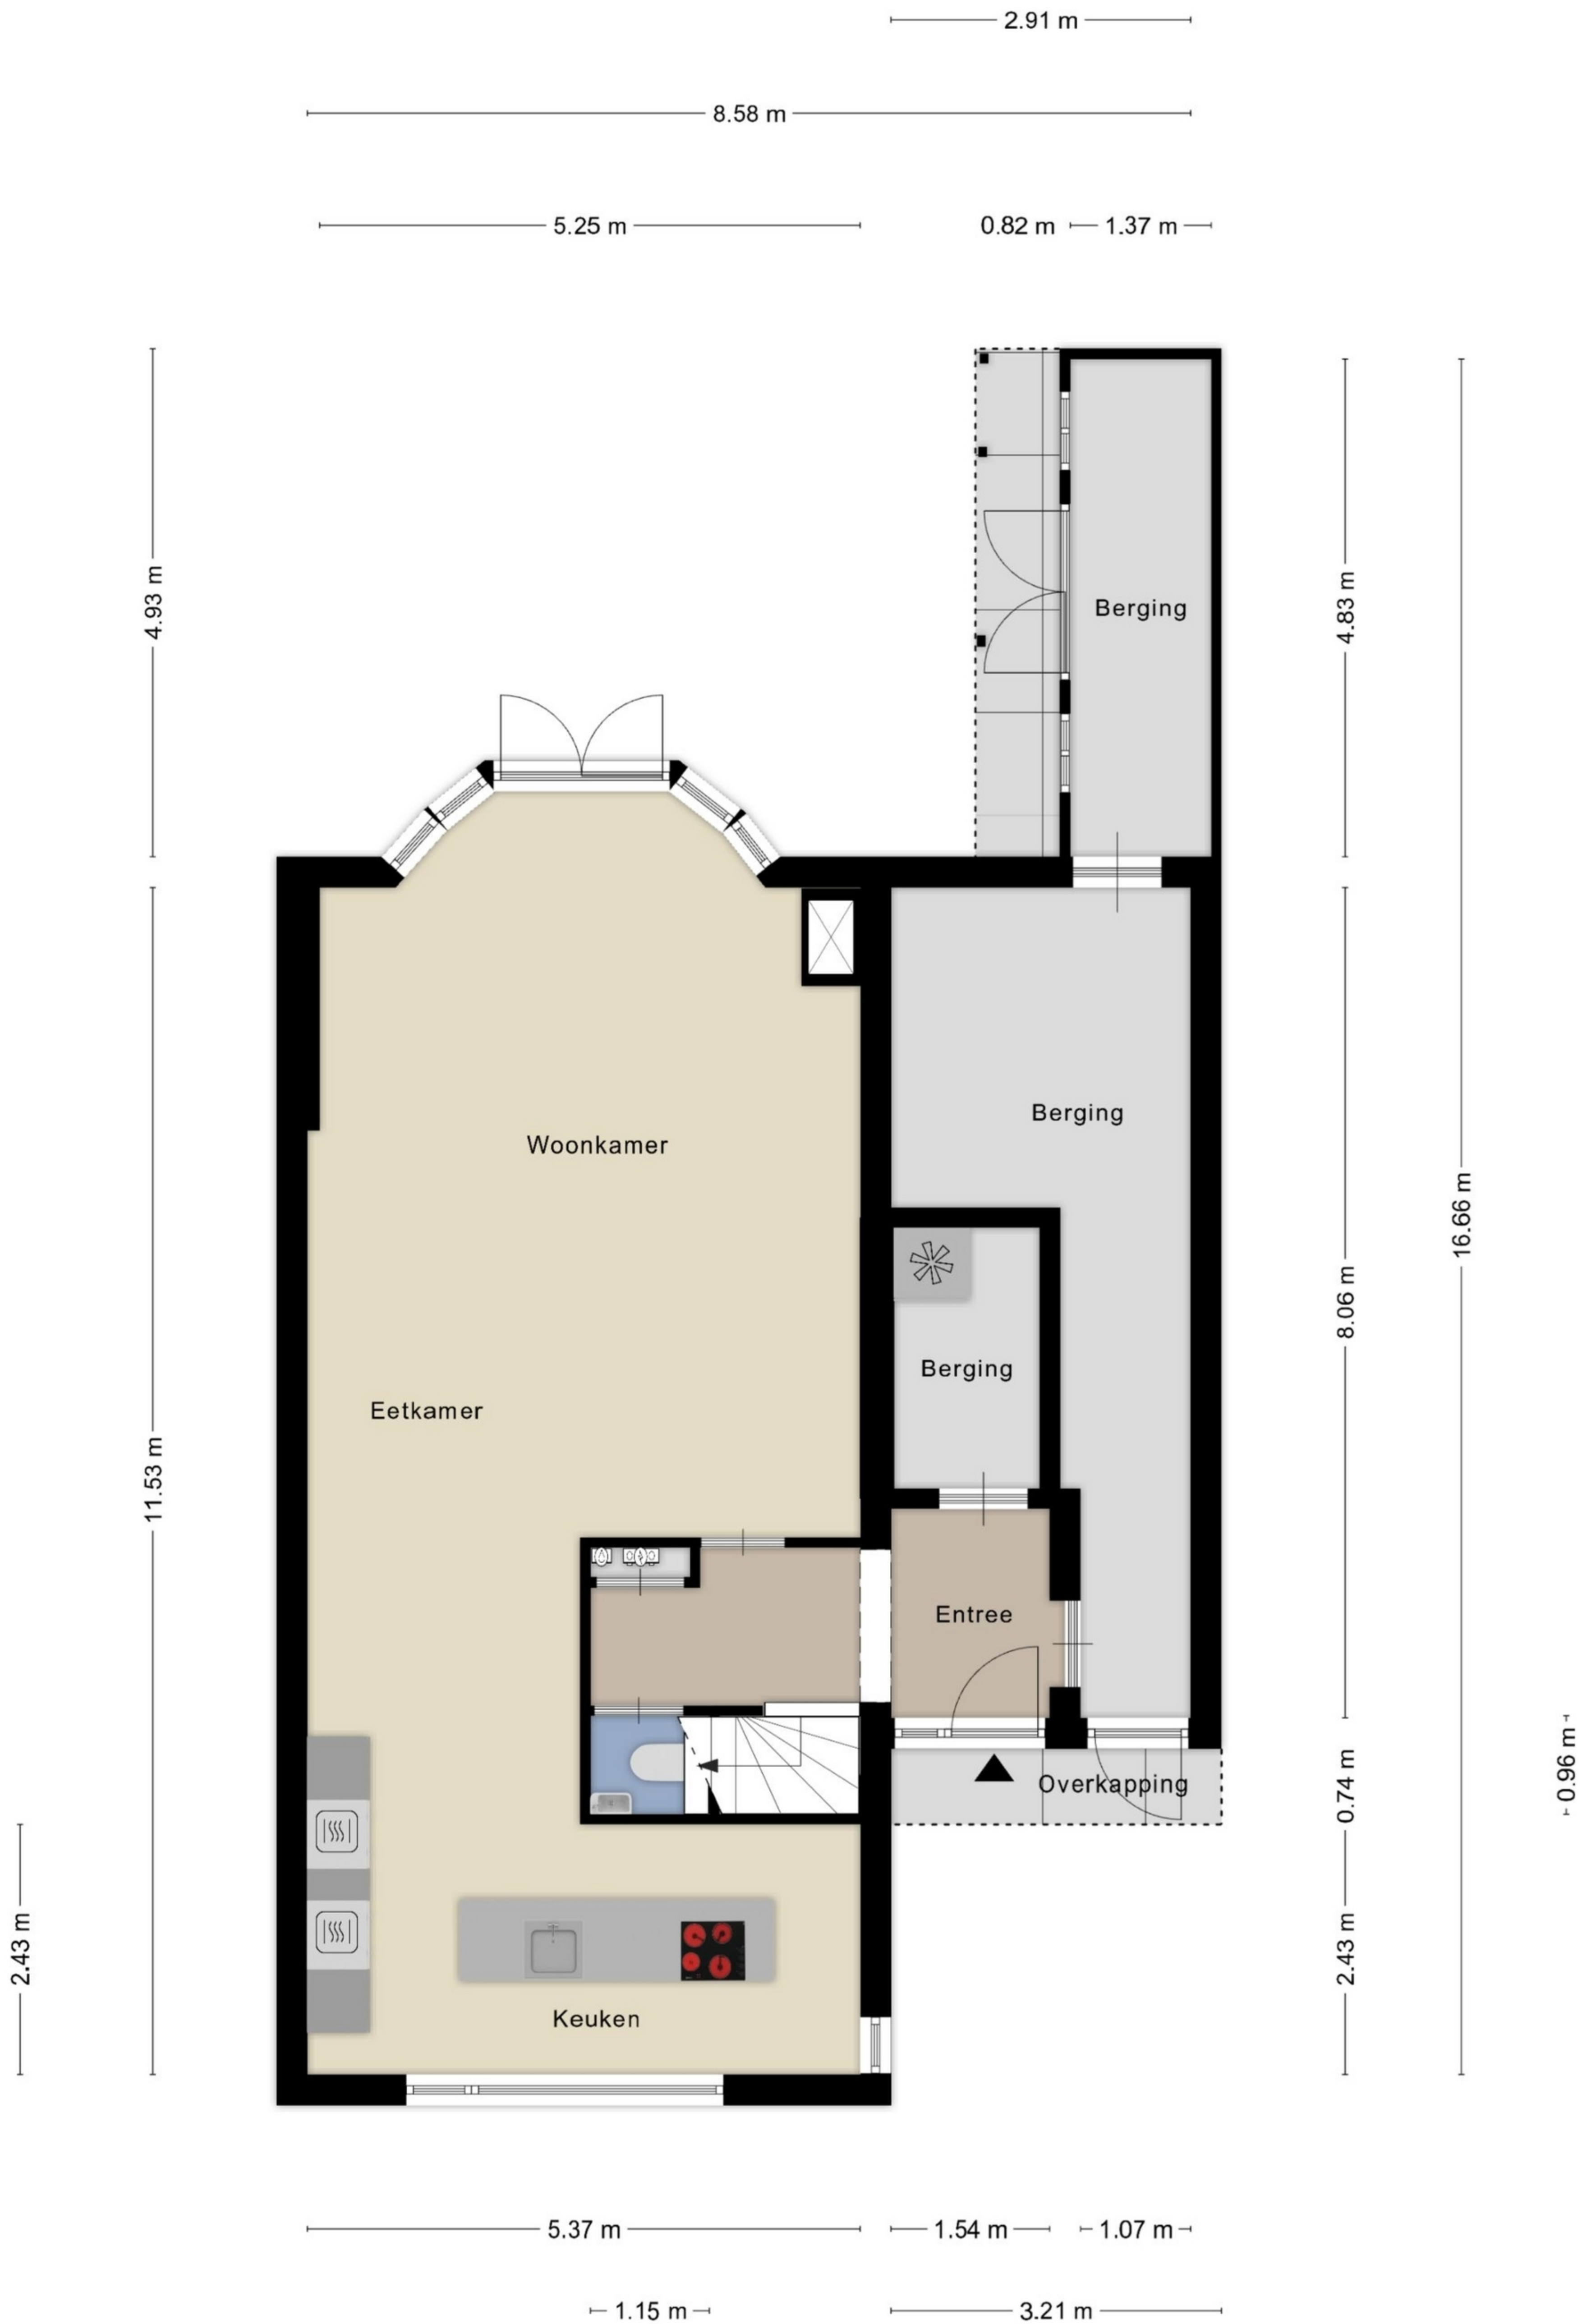 2.91 m
8.58 m
5.25 m
0.82 m
1.37 m
4.93 m
4.83 m
Berging
Berging
Woonkamer
16.66 m
8.06 m
Berging
Eetkamer
11.53 m
Entree
Overkapping
0.74 m
0.96 m
2.43 m
2.43 m
Keuken
5.37 m
1.54 m
1.07 m
1.15 m
3.21 m